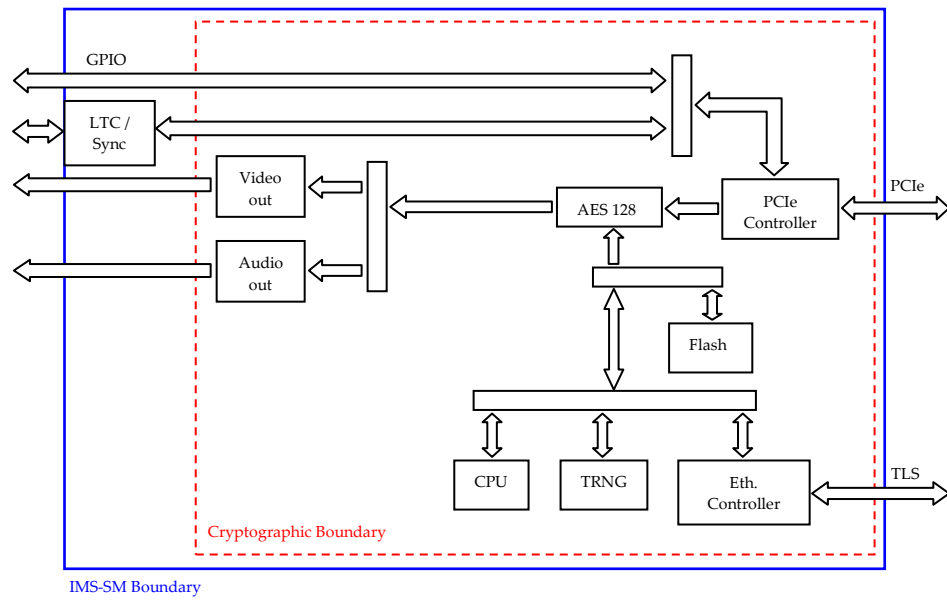 GPIO
LTC /
Sync
Video
out
AES 128
PCIe
Controller
PCIe
Audio
out
Flash
CPU
TRNG
Eth.
Controller
TLS
Cryptographic Boundary
IMS-SM Boundary